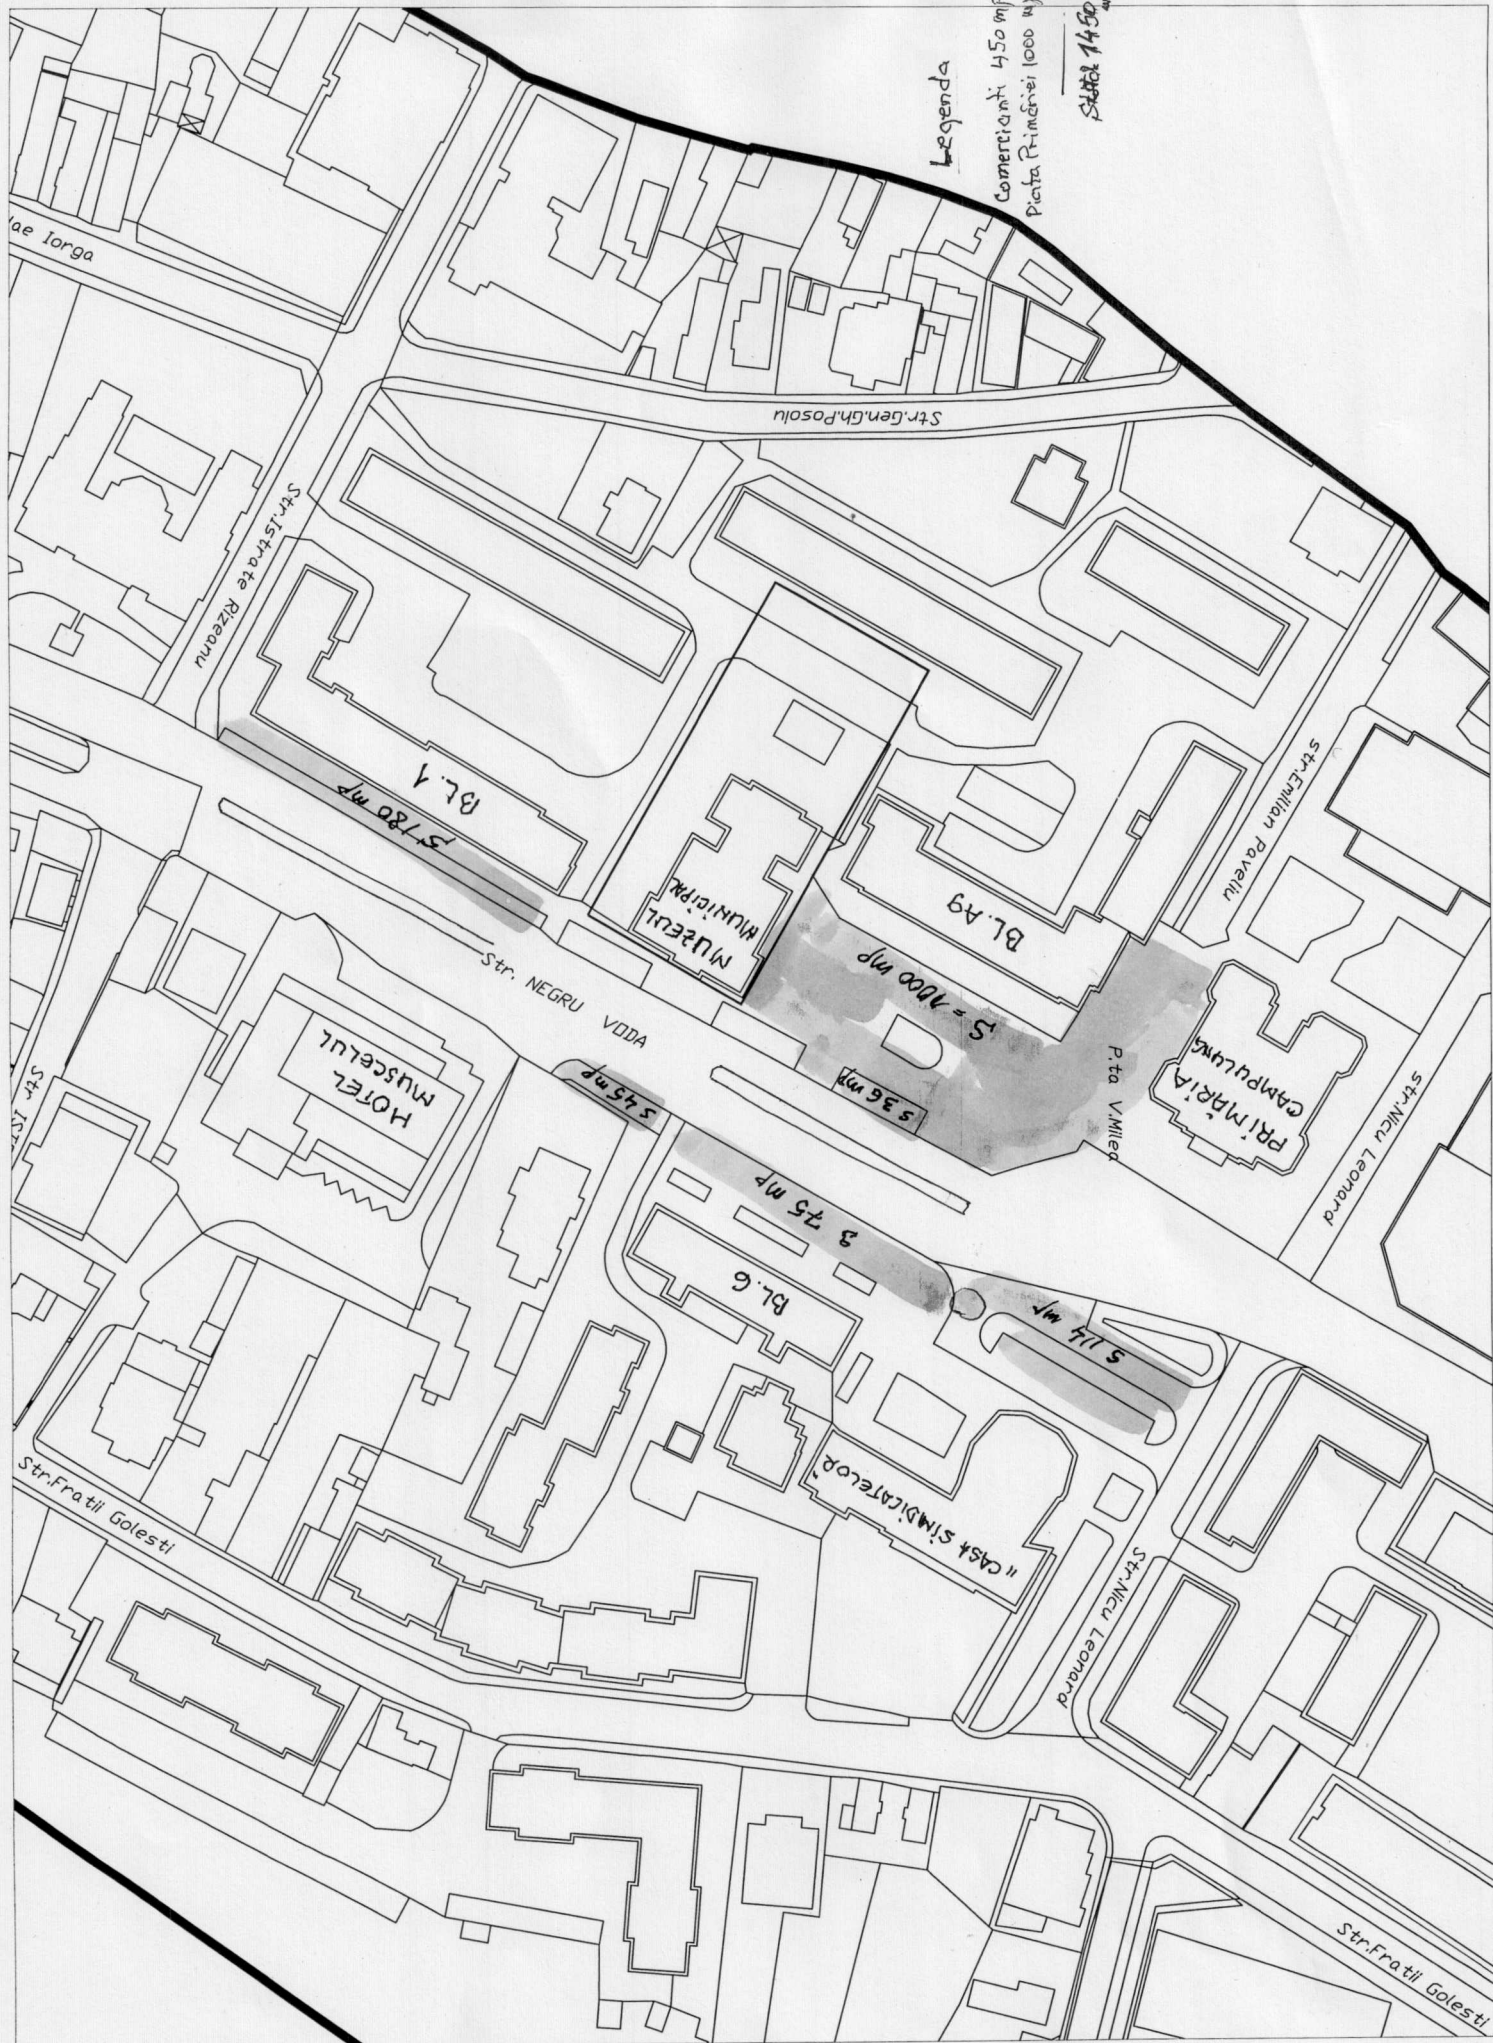 Legenda
Comercianti 450 mp
Piata Primăriei 1000 mp
1450
lae Iorga
Str.Gen.Gh.Posoiu
Str.Istrate Rizeanu
Str.Emilian Paveliu
BL. 1
S 180 mp
MUZEUL
MUNICIPAL
BL. A9
S = 1000 mp
Str. NEGRU VODA
HOTEL
MUSCELUL
S 45 mp
S 36 mp
P.ta V.Milea
PRIMĂRIA
CAMPULUNG
Str.Nicu Leonard
75 mp
BL. G
S 114 mp
Str IST
"CASA SINDICATELOR"
Str.Fratii Golesti
Str.Nicu Leonard
Str.Fratii Golesti